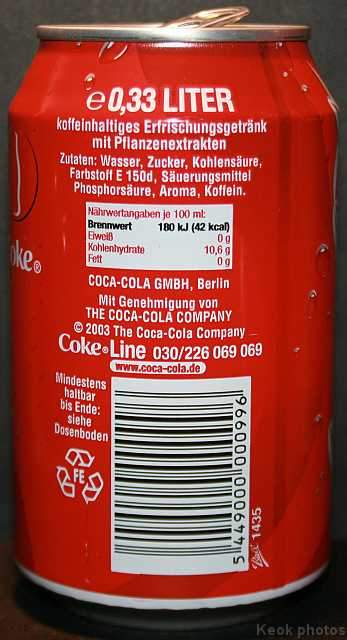 ℮ 0,33 LITER
koffeinhaltiges Erfrischungsgetränk
mit Pflanzenextrakten
Zutaten: Wasser, Zucker, Kohlensäure,
Farbstoff E 150d, Säuerungsmittel
Phosphorsäure, Aroma, Koffein.
Nährwertangaben je 100 ml:
Brennwert 180 kJ (42 kcal)
Eiweiß 0 g
Kohlenhydrate 10,6 g
Fett 0 g
oke®
COCA-COLA GMBH, Berlin
Mit Genehmigung von
THE COCA-COLA COMPANY
© 2003 The Coca-Cola Company
Coke® Line 030/226 069 069
www.coca-cola.de
Mindestens
haltbar
bis Ende:
siehe
Dosenboden
FE
5 449000 000996
1435
Keok photos